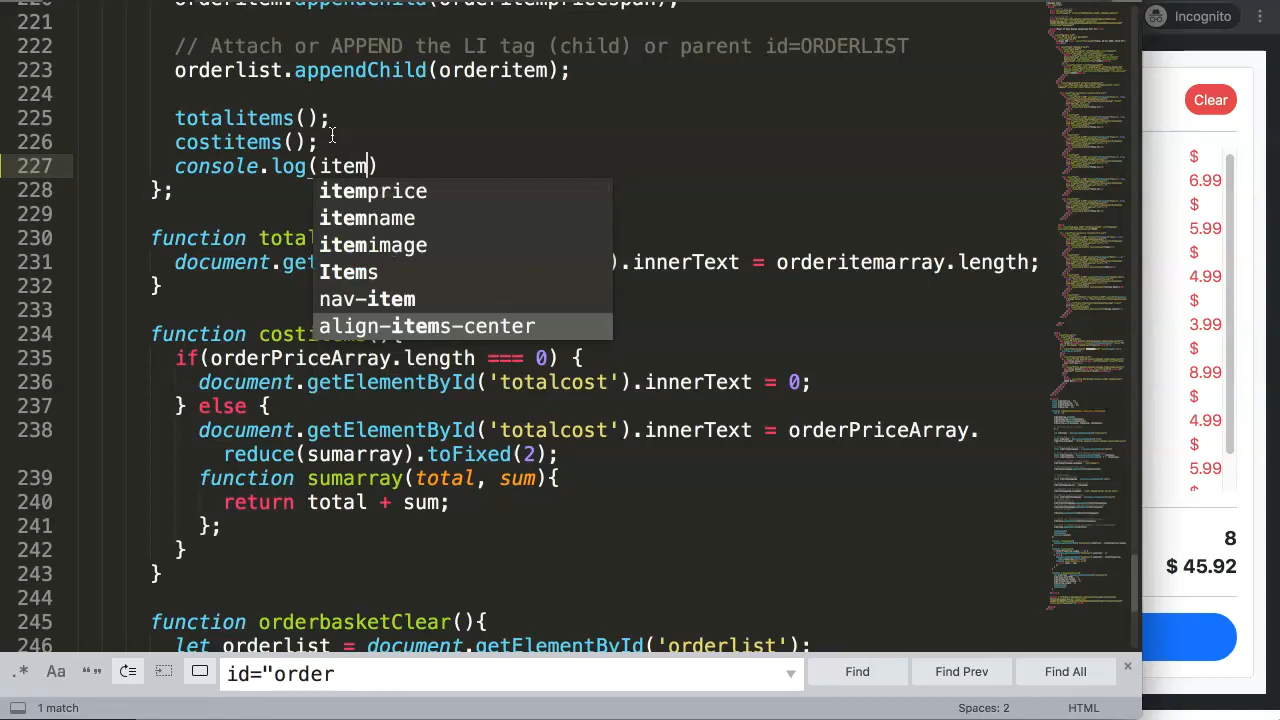 220 orderitem.appendChild(orderitempricespan);
221
222 // Attach or APPEND the LI tag (child) or parent id=ORDERLIST
223 orderlist.appendChild(orderitem);
224
225 totalitems();
226 costitems();
227 console.log(item)
228 };
itemprice
229
itemname
230 function total
itemimage
231 document.get ).innerText = orderitemarray.length;
Items
232 }
nav-item
233
align-items-center
234 function costitems(){
235 if(orderPriceArray.length === 0) {
236 document.getElementById('totalcost').innerText = 0;
237 } else {
238 document.getElementById('totalcost').innerText = orderPriceArray.
reduce(sumarray).toFixed(2);
239 function sumarray(total, sum){
240 return total + sum;
241 };
242 }
243 }
244
245 function orderbasketClear(){
246 let orderlist = document.getElementById('orderlist');
.* Aa “” id="order Find Find Prev Find All ×
1 match Spaces: 2 HTML
Incognito
Clear
$
6.99
$
5.99
$
4.99
$
3.99
$
8.99
$
4.99
$
5.99
$
8
$ 45.92